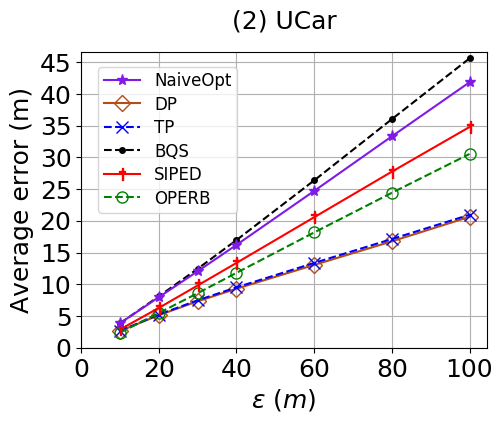 (2) UCar
Average error (m)
45
40
35
30
25
20
15
10
5
0
NaiveOpt
DP
TP
BQS
SIPED
OPERB
0 20 40 60 80 100
ε (m)